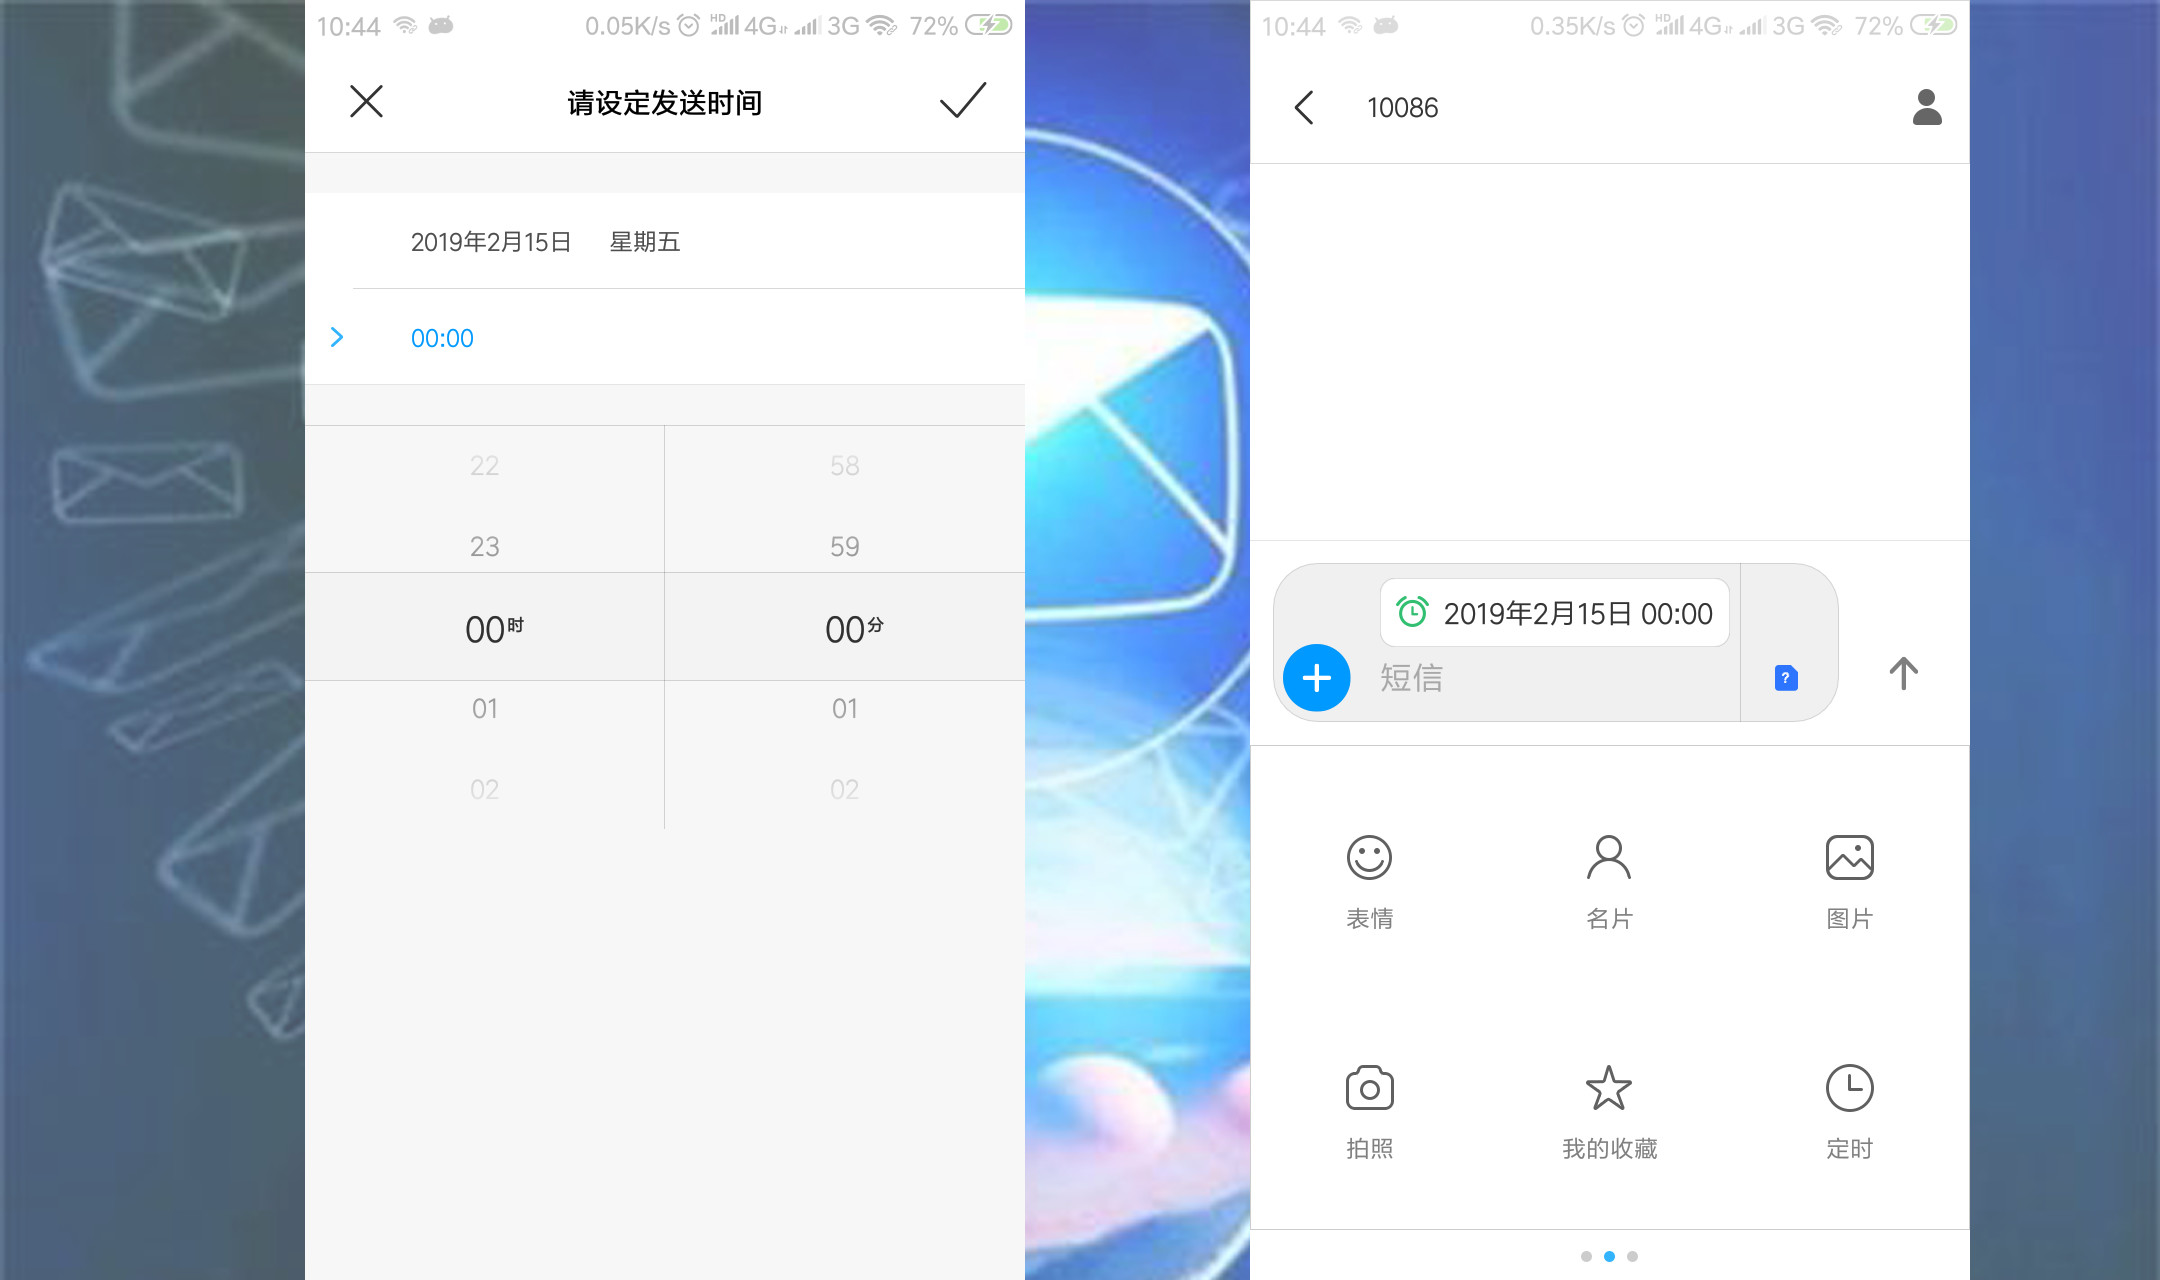 10:44 0.05K/s HD 4G 3G 72%
请设定发送时间
2019年2月15日 星期五
00:00
22 58
23 59
00时 00分
01 01
02 02
10:44 0.35K/s HD 4G 3G 72%
10086
2019年2月15日 00:00
短信
?
表情 名片 图片
拍照 我的收藏 定时